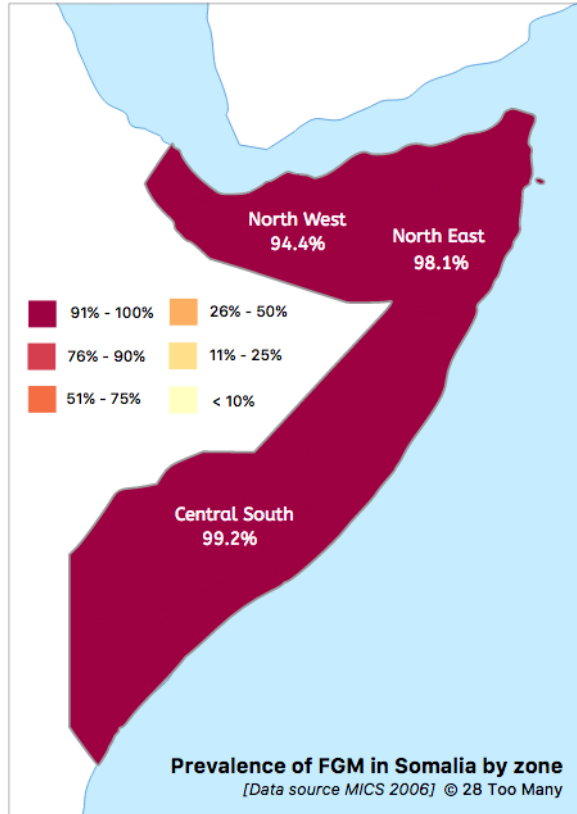 North West
94.4%
North East
98.1%
91% - 100%
26% - 50%
76% - 90%
11% - 25%
51% - 75%
< 10%
Central South
99.2%
Prevalence of FGM in Somalia by zone
[Data source MICS 2006] © 28 Too Many